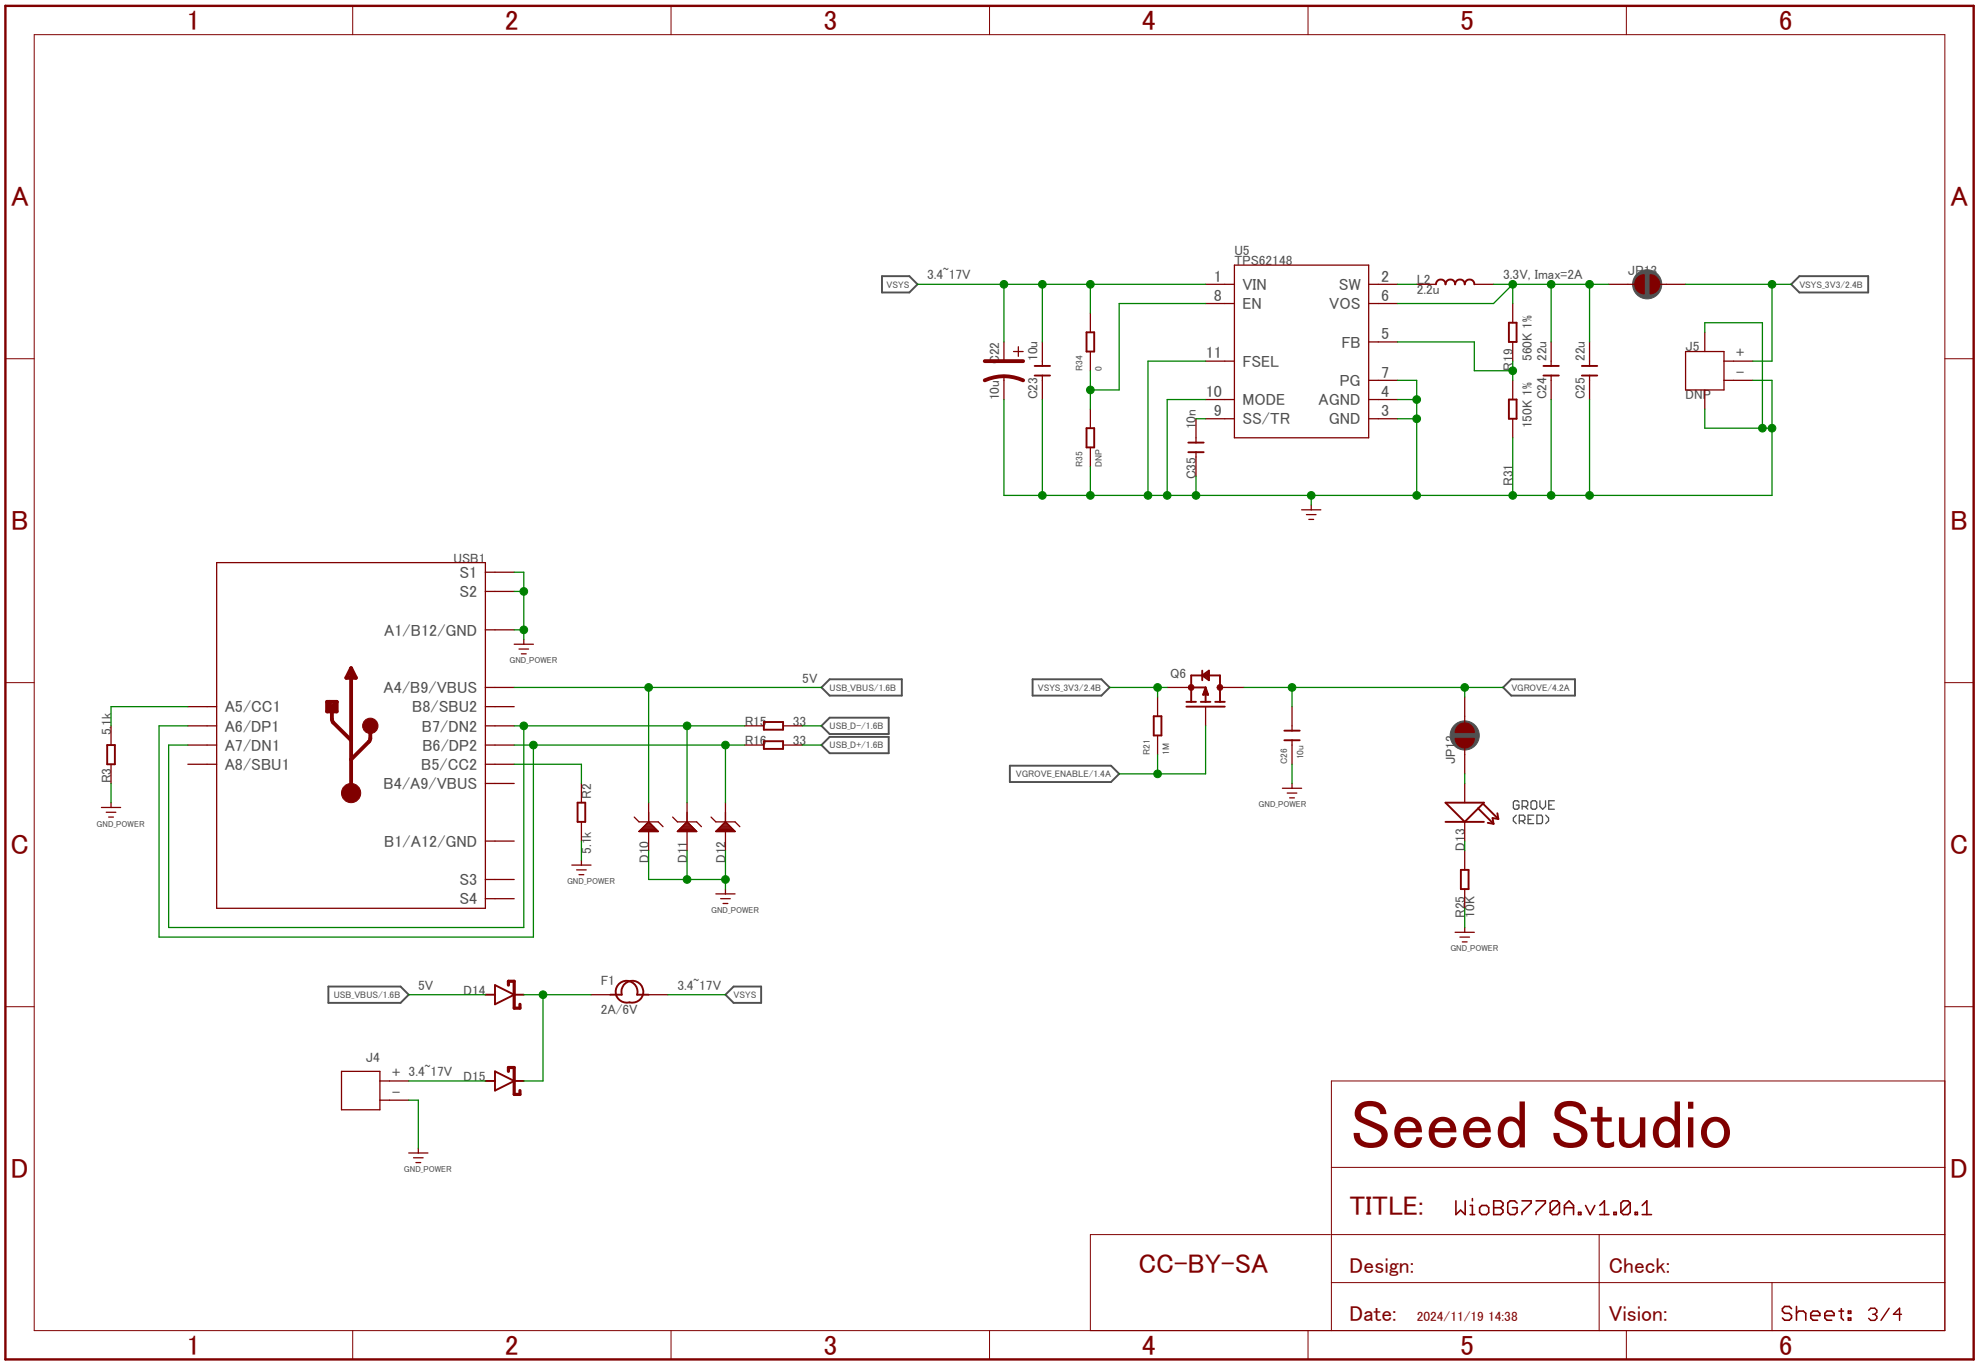 1 2 3 4 5 6
A A
B B
C C
D D
U5
TPS62148
VSYS
3.4~17V
1 VIN
8 EN
11 FSEL
10 MODE
9 SS/TR
SW 2
VOS 6
FB 5
PG 7
AGND 4
GND 3
L2
2.2u
3.3V, Imax=2A
JP13
VSYS_3V3/2.4B
C22
10u
+
C23
10u
R34
0
R35
DNP
C35
10n
R19
560K 1%
R31
150K 1%
C24
22u
C25
22u
J5
DNP
+
-
USB1
S1
S2
A1/B12/GND
A4/B9/VBUS
B8/SBU2
B7/DN2
B6/DP2
B5/CC2
B4/A9/VBUS
B1/A12/GND
S3
S4
A5/CC1
A6/DP1
A7/DN1
A8/SBU1
R3
5.1k
GND_POWER
GND_POWER
R2
5.1k
GND_POWER
5V
USB_VBUS/1.6B
R15 33
USB_D-/1.6B
R16 33
USB_D+/1.6B
D10
D11
D12
GND_POWER
VSYS_3V3/2.4B
Q6
R21
1M
VGROVE_ENABLE/1.4A
C26
10u
GND_POWER
VGROVE/4.2A
JP12
GROVE
(RED)
D13
R25
10K
GND_POWER
USB_VBUS/1.6B
5V
D14
F1
2A/6V
3.4~17V
VSYS
J4
+
-
3.4~17V
D15
GND_POWER
Seeed Studio
TITLE: WioBG770A.v1.0.1
CC-BY-SA
Design:
Check:
Date: 2024/11/19 14:38
Vision:
Sheet: 3/4
1 2 3 4 5 6